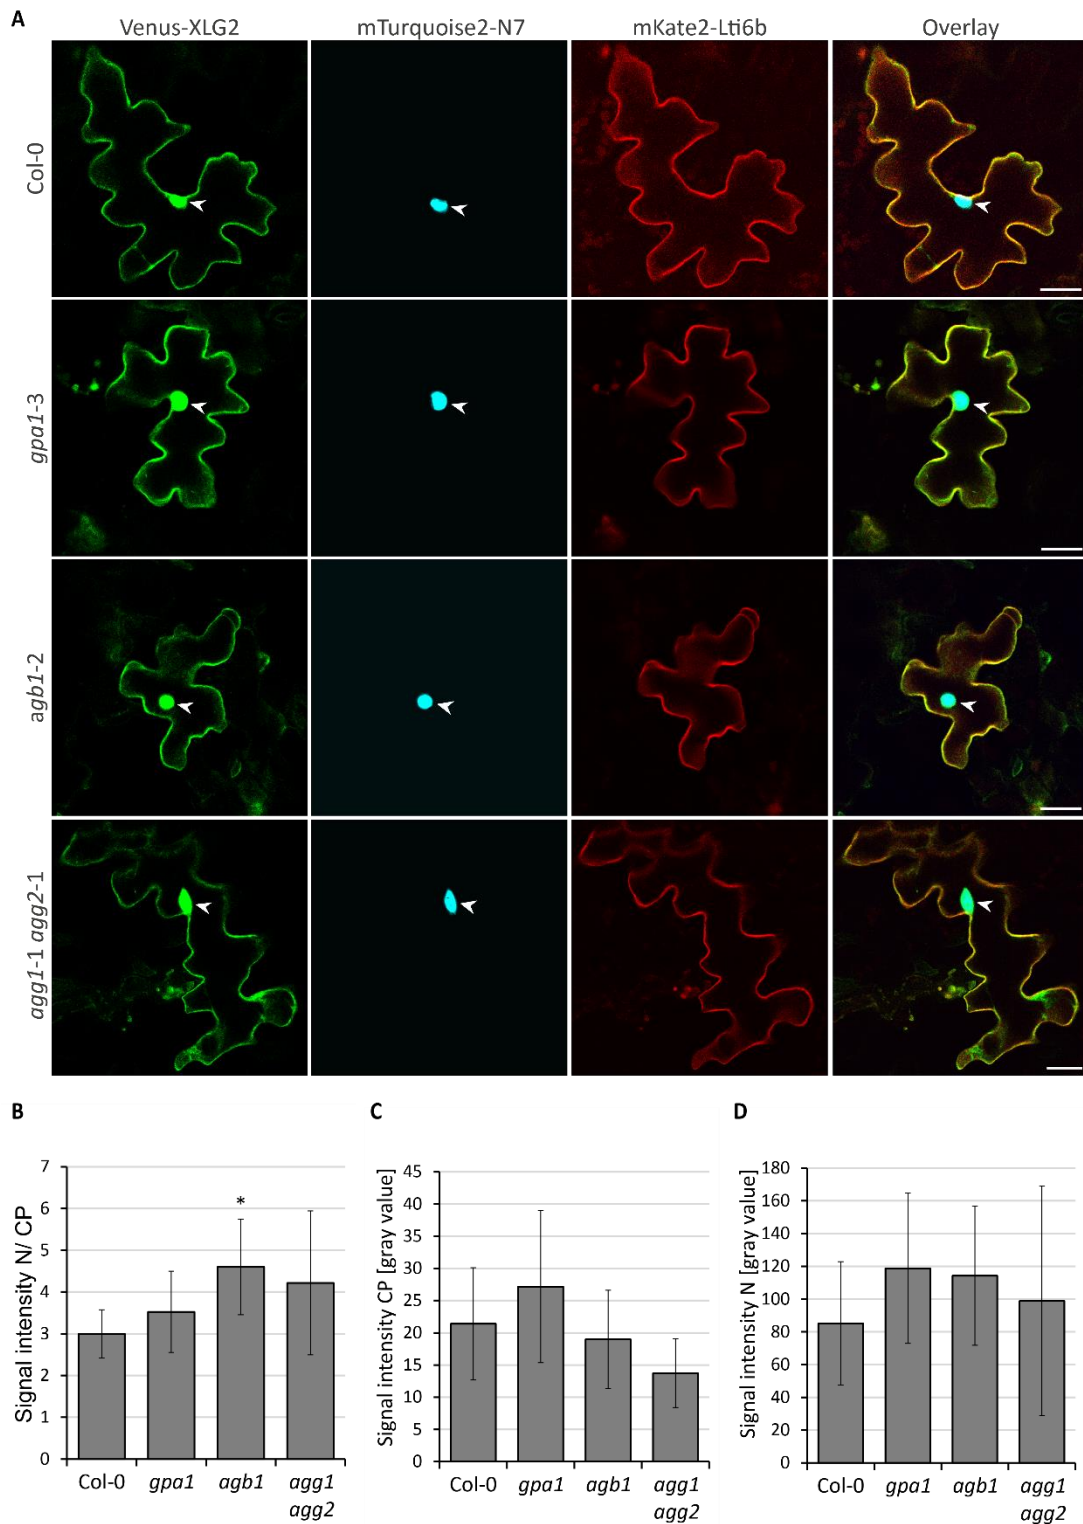 A
Venus-XLG2 mTurquoise2-N7 mKate2-Lti6b Overlay
Col-0
gpa1-3
agb1-2
agg1-1 agg2-1
B
Signal intensity N/ CP
7
6
5
4
3
2
1
0
*
Col-0 gpa1 agb1 agg1
agg2
C
Signal intensity CP [gray value]
45
40
35
30
25
20
15
10
5
0
Col-0 gpa1 agb1 agg1
agg2
D
Signal intensity N [gray value]
180
160
140
120
100
80
60
40
20
0
Col-0 gpa1 agb1 agg1
agg2